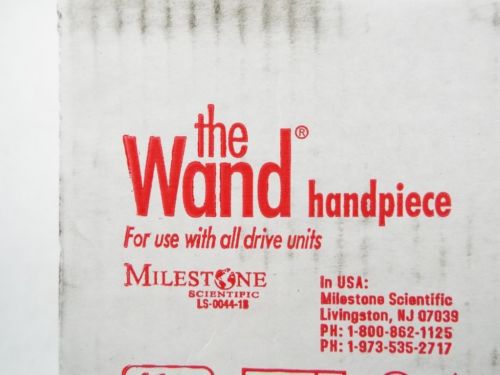 the
Wand® handpiece
For use with all drive units
MILESTONE
SCIENTIFIC
LS-0044-1B
In USA:
Milestone Scientific
Livingston, NJ 07039
PH: 1-800-862-1125
PH: 1-973-535-2717